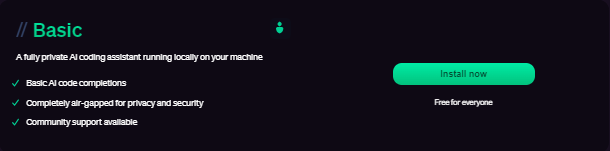 // Basic
A fully private AI coding assistant running locally on your machine
Basic AI code completions
Completely air-gapped for privacy and security
Community support available
Install now
Free for everyone